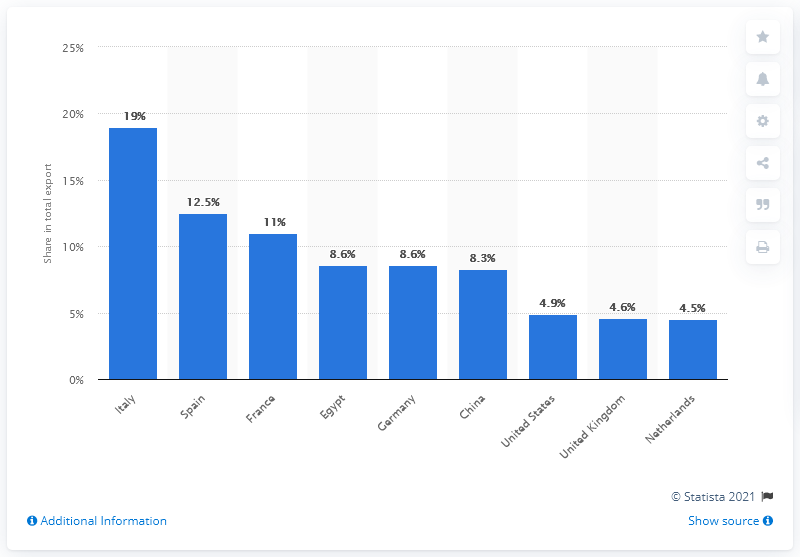 25%
20%
15%
10%
5%
0%
Share in total export
19%
12.5%
11%
8.6%
8.6%
8.3%
4.9%
4.6%
4.5%
Italy
Spain
France
Egypt
Germany
China
United States
United Kingdom
Netherlands
© Statista 2021
Additional Information
Show source